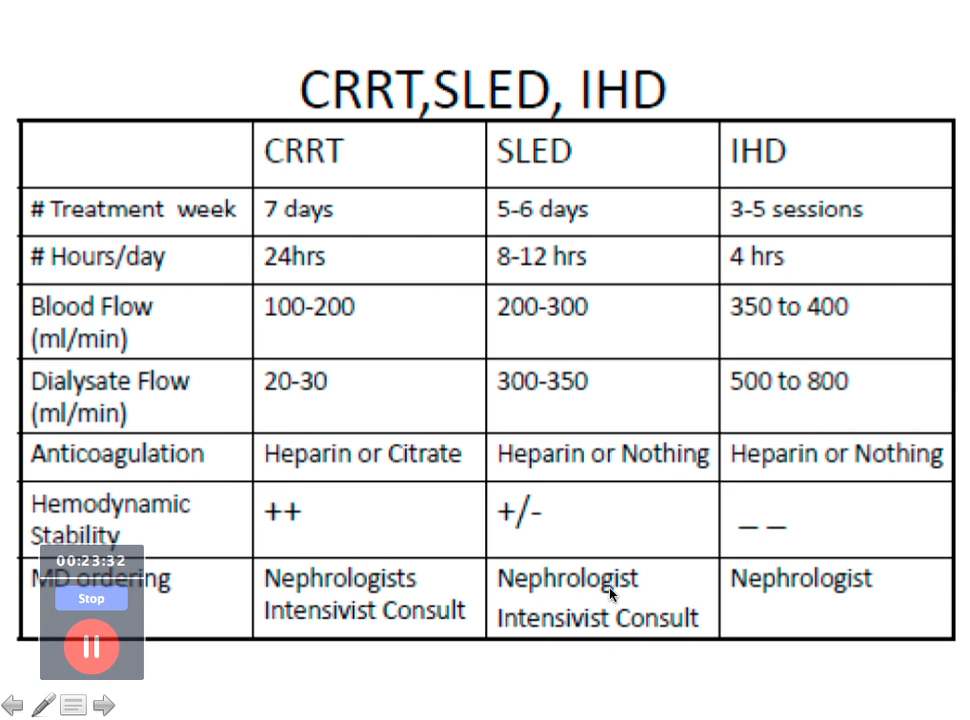 CRRT,SLED, IHD
CRRT SLED IHD
# Treatment week 7 days 5-6 days 3-5 sessions
# Hours/day 24hrs 8-12 hrs 4 hrs
Blood Flow 100-200 200-300 350 to 400
(ml/min)
Dialysate Flow 20-30 300-350 500 to 800
(ml/min)
Anticoagulation Heparin or Citrate Heparin or Nothing Heparin or Nothing
Hemodynamic ++ +/- _ _
Stability
00:23:32
MD ordering Nephrologists Nephrologist Nephrologist
Stop
Intensivist Consult Intensivist Consult